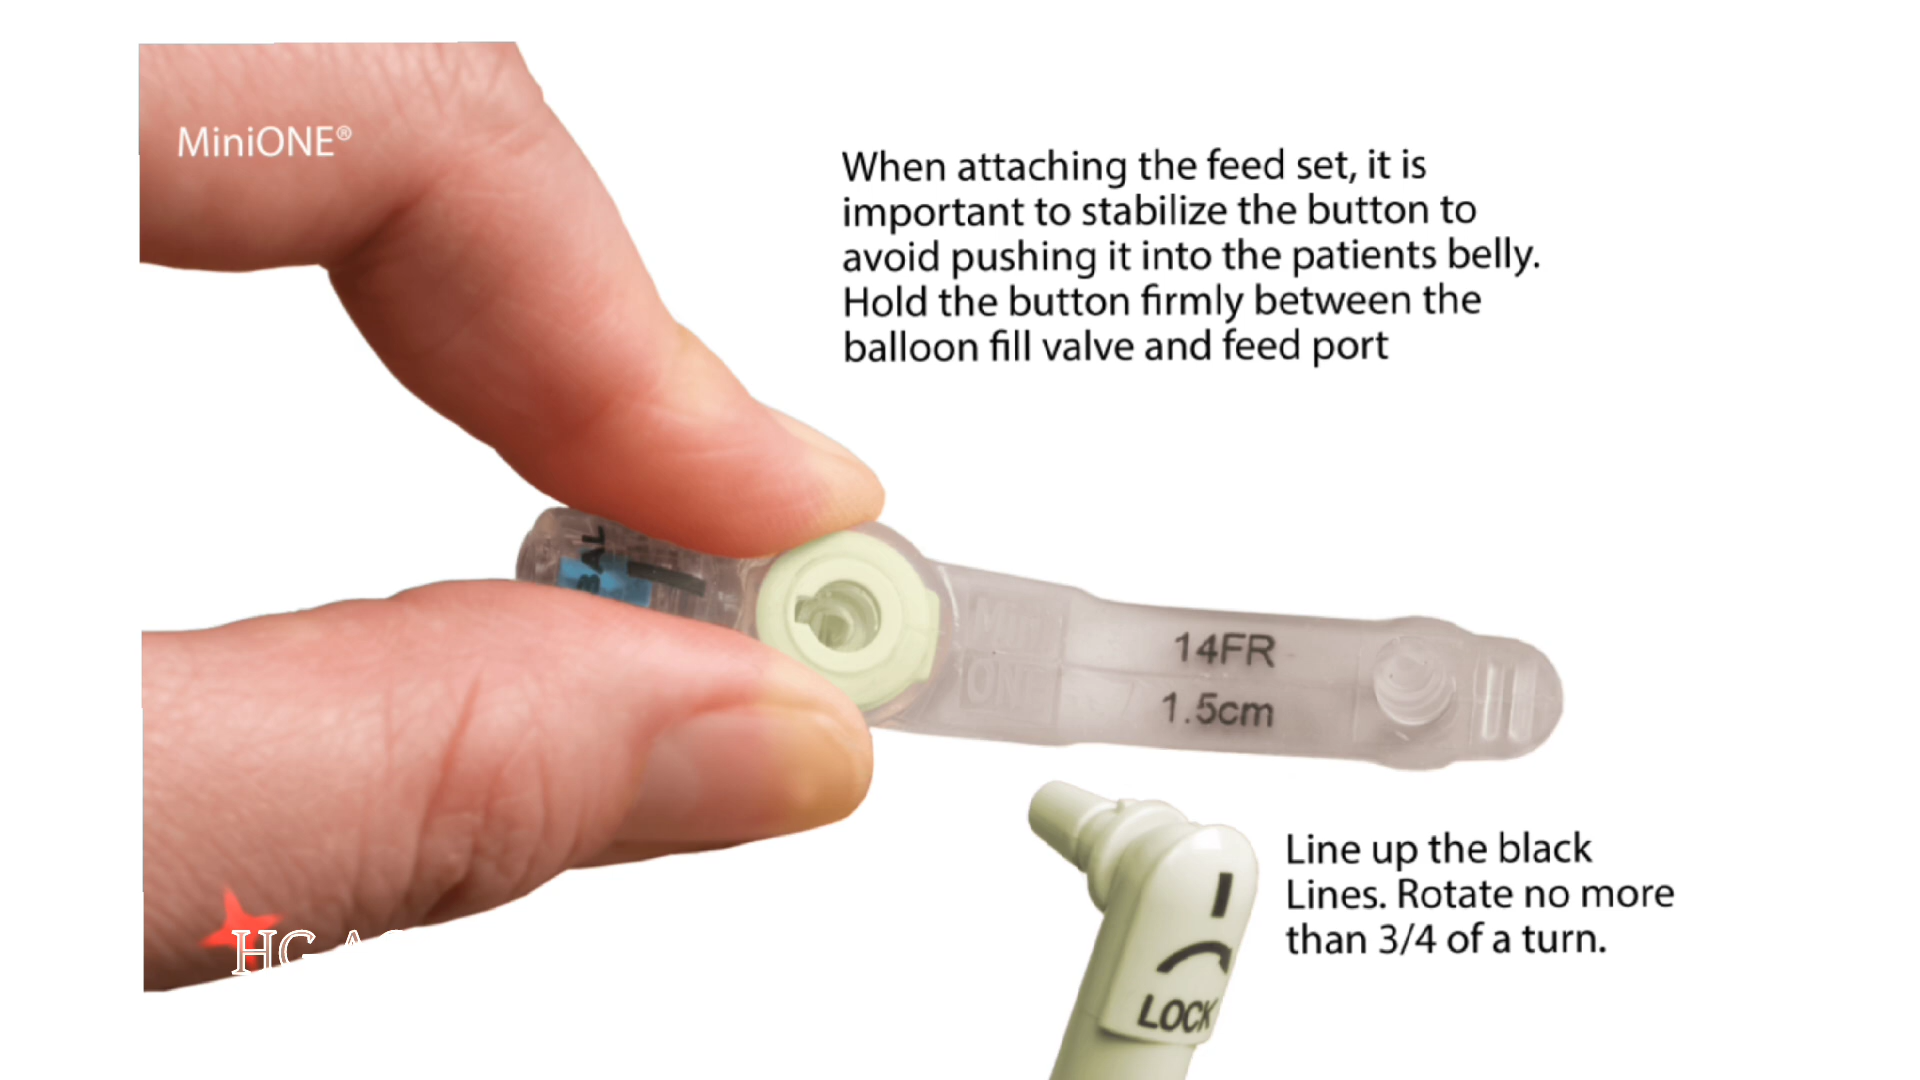 MiniONE®
When attaching the feed set, it is
important to stabilize the button to
avoid pushing it into the patients belly.
Hold the button firmly between the
balloon fill valve and feed port
BAL
MINI
ONE
14FR
1.5cm
Line up the black
Lines. Rotate no more
than 3/4 of a turn.
LOCK